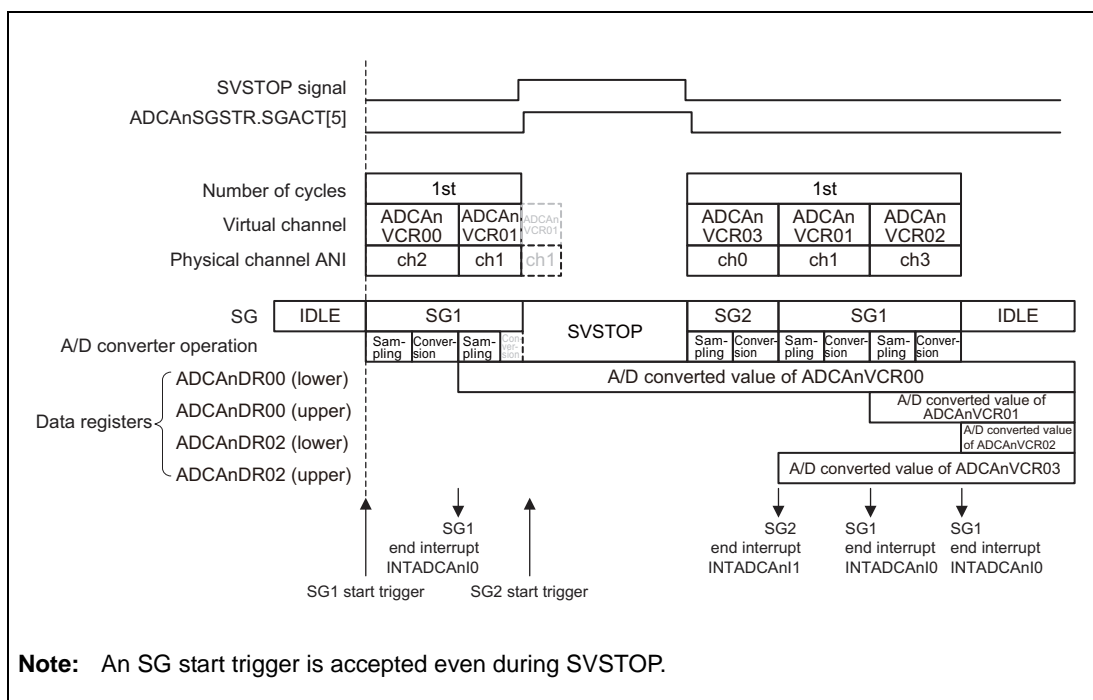 SVSTOP signal
ADCAnSGSTR.SGACT[5]
Number of cycles
1st
1st
Virtual channel
ADCAn
VCR00
ADCAn
VCR01
ADCAn
VCR01
ADCAn
VCR03
ADCAn
VCR01
ADCAn
VCR02
Physical channel ANI
ch2
ch1
ch1
ch0
ch1
ch3
SG
IDLE
SG1
SVSTOP
SG2
SG1
IDLE
A/D converter operation
Sam-
pling
Conver-
sion
Sam-
pling
Con
ver-
sion
Sam-
pling
Conver-
sion
Sam-
pling
Conver-
sion
Sam-
pling
Conver-
sion
Data registers
ADCAnDR00 (lower)
A/D converted value of ADCAnVCR00
ADCAnDR00 (upper)
A/D converted value of
ADCAnVCR01
ADCAnDR02 (lower)
A/D converted value
of ADCAnVCR02
ADCAnDR02 (upper)
A/D converted value of ADCAnVCR03
SG1
end interrupt
INTADCAnI0
SG2
end interrupt
INTADCAnI1
SG1
end interrupt
INTADCAnI0
SG1
end interrupt
INTADCAnI0
SG1 start trigger
SG2 start trigger
Note: An SG start trigger is accepted even during SVSTOP.